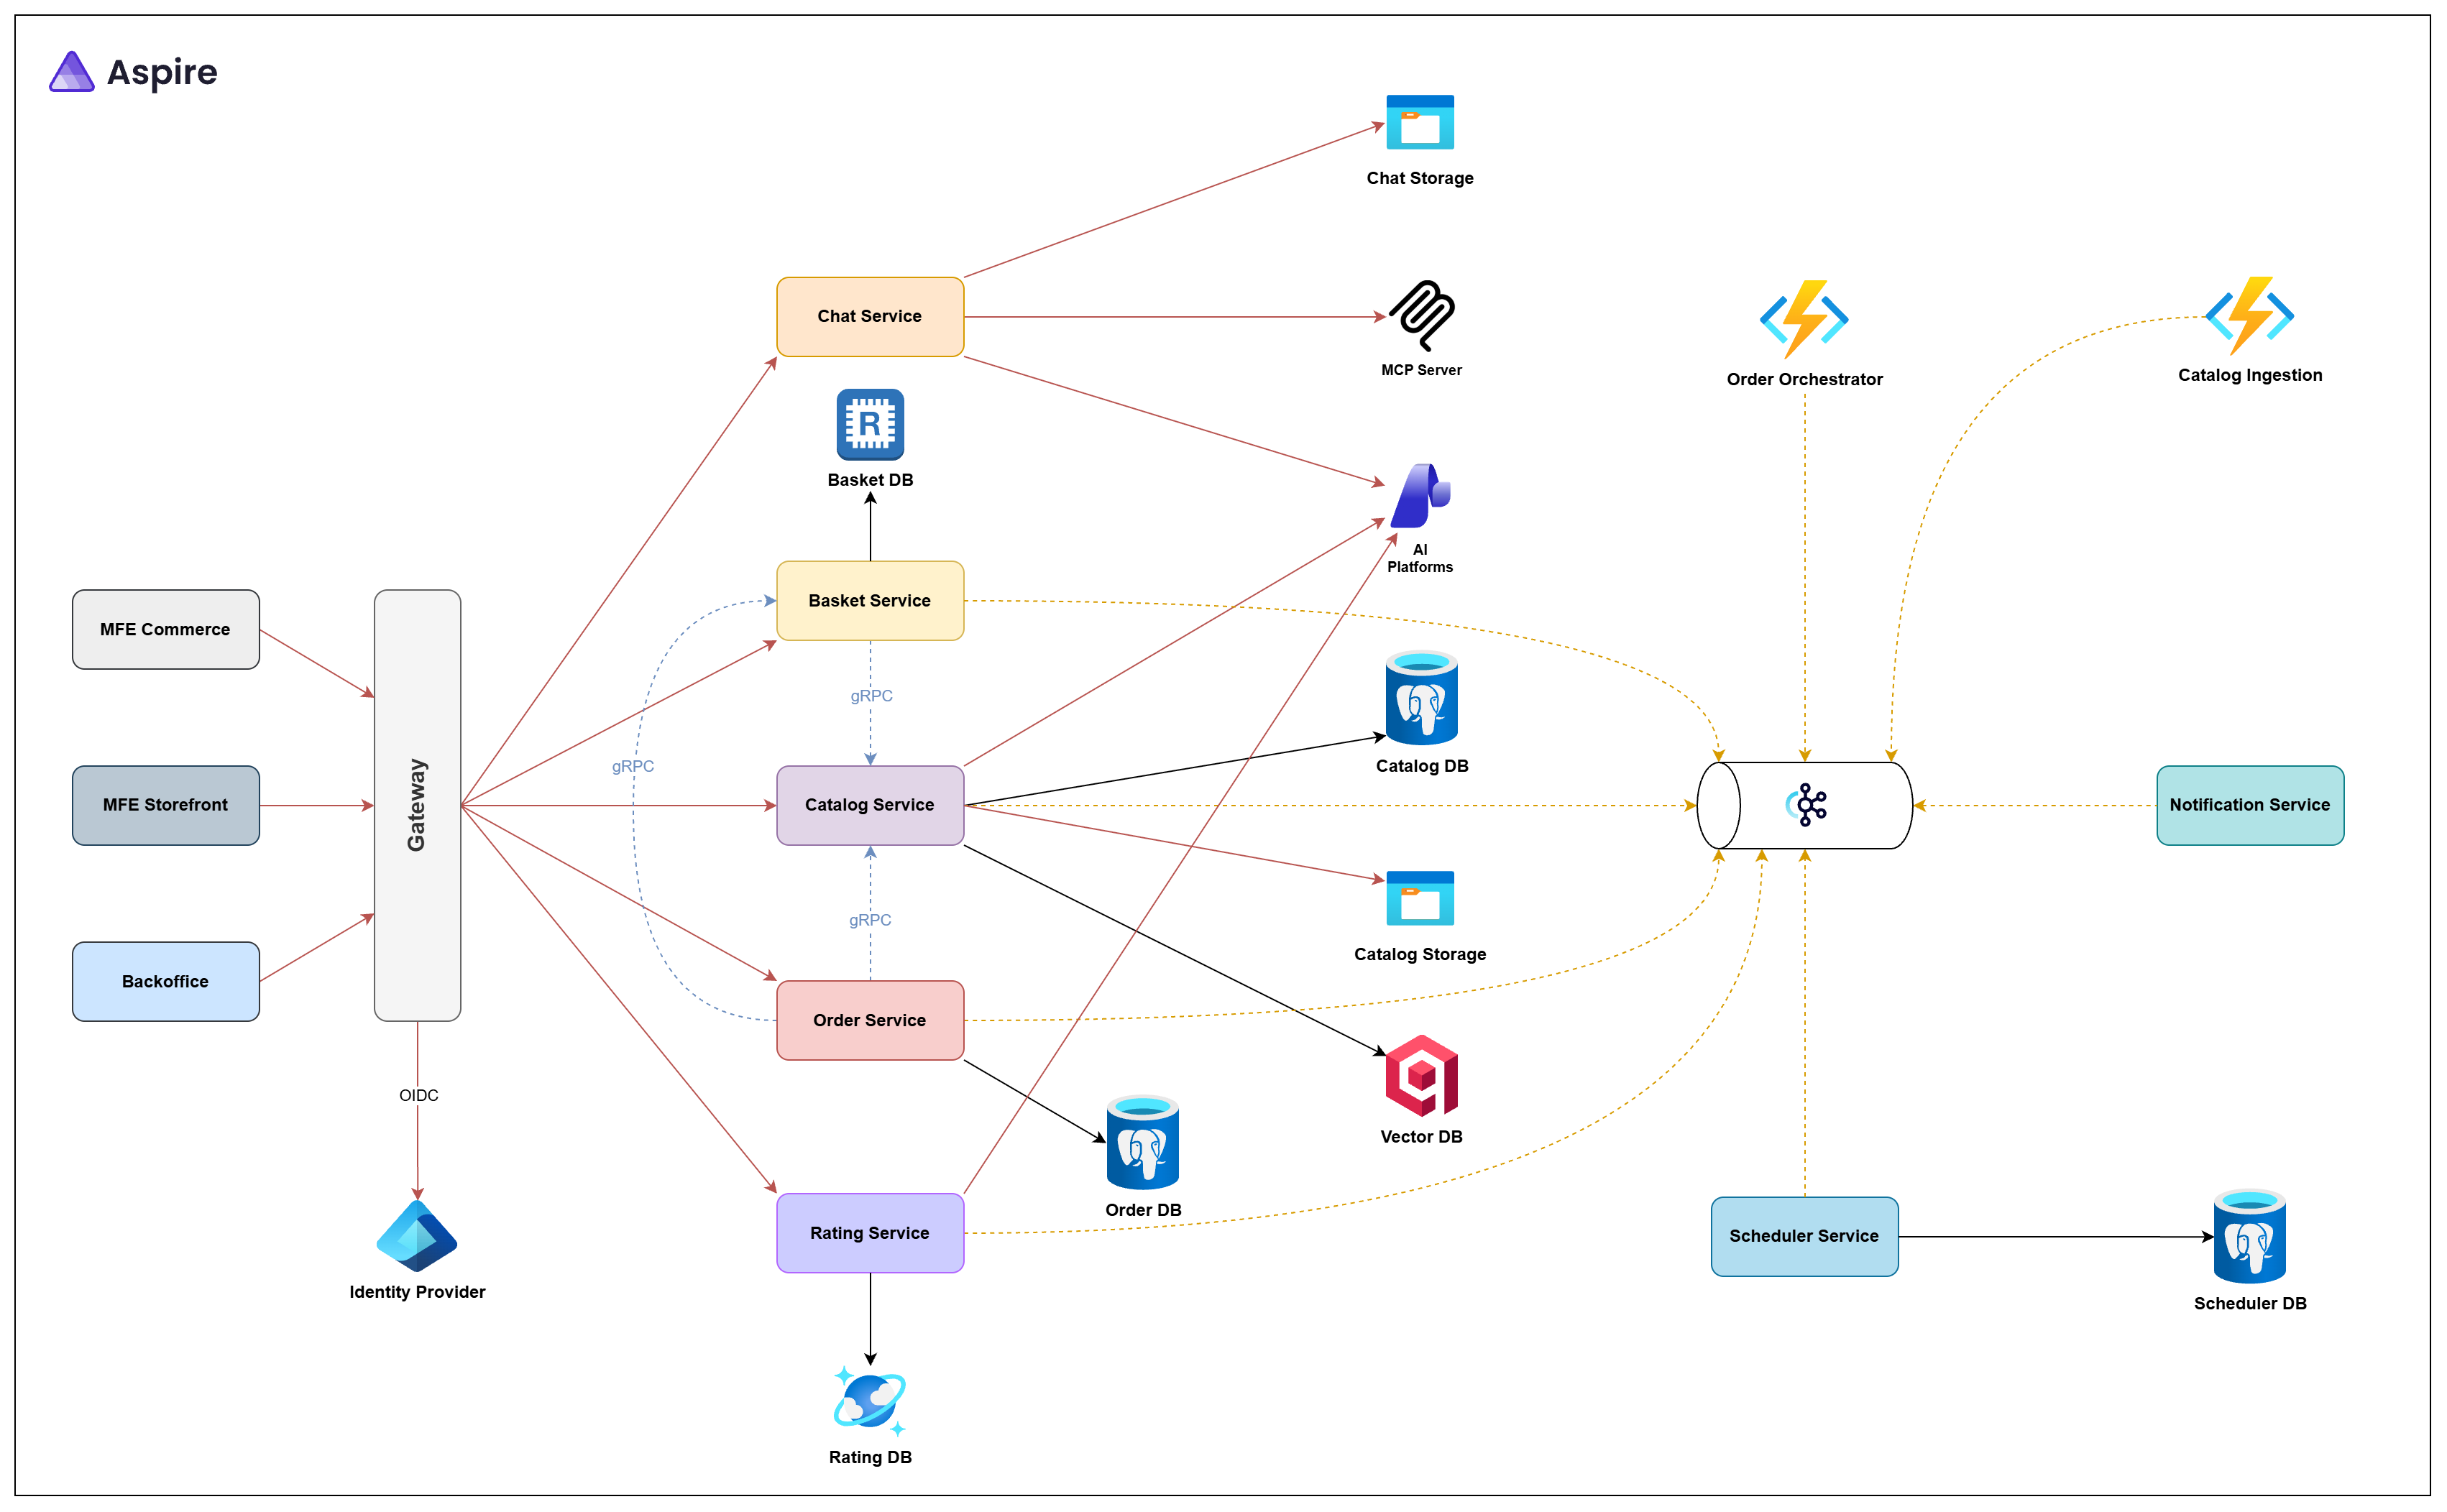 Aspire
Chat Storage
Chat Service
MCP Server
Order Orchestrator
Catalog Ingestion
R
Basket DB
AI
Platforms
Basket Service
MFE Commerce
gRPC
gRPC
Catalog DB
MFE Storefront
Gateway
Catalog Service
Notification Service
gRPC
Catalog Storage
Backoffice
Order Service
OIDC
Vector DB
Order DB
Rating Service
Scheduler Service
Identity Provider
Scheduler DB
Rating DB